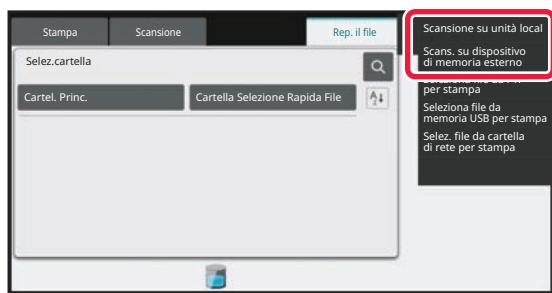 Stampa
Scansione
Rep. il file
Selez.cartella
Cartel. Princ.
Cartella Selezione Rapida File
Scansione su unità local
Scans. su dispositivo
di memoria esterno
per stampa
Seleziona file da
memoria USB per stampa
Selez. file da cartella
di rete per stampa